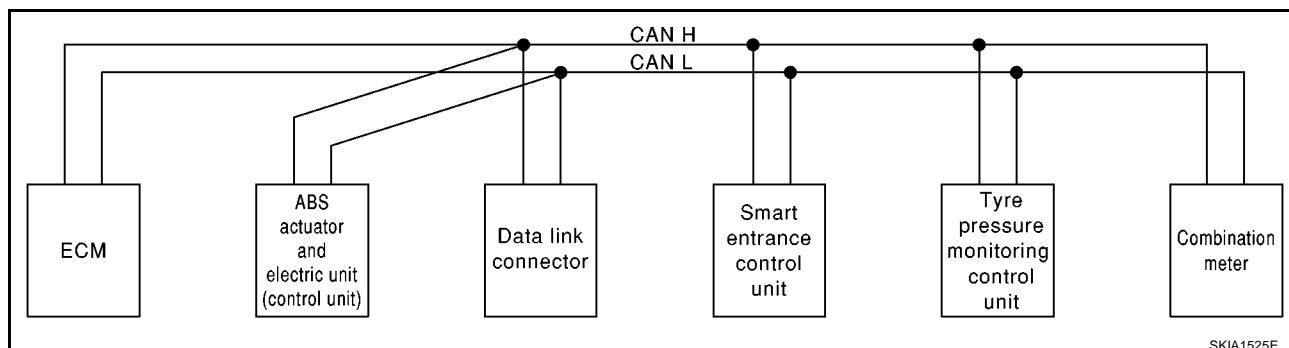 CAN H
CAN L
ECM
ABS
actuator
and
electric unit
(control unit)
Data link
connector
Smart
entrance
control
unit
Tyre
pressure
monitoring
control
unit
Combination
meter
SKIA1525E